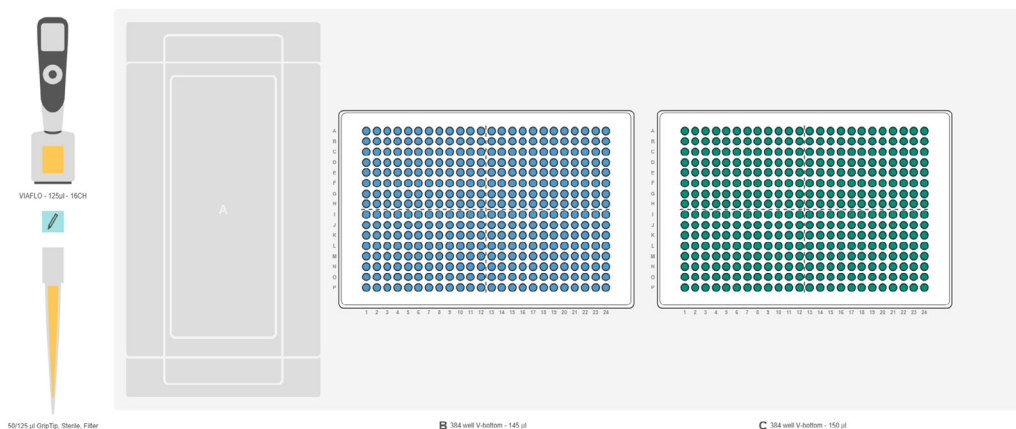 A
A
B
C
D
E
F
G
H
I
J
K
L
M
N
O
P
1 2 3 4 5 6 7 8 9 10 11 12 13 14 15 16 17 18 19 20 21 22 23 24
A
B
C
D
E
F
G
H
I
J
K
L
M
N
O
P
1 2 3 4 5 6 7 8 9 10 11 12 13 14 15 16 17 18 19 20 21 22 23 24
VIAFLO - 125µl - 16CH
50/125 µl GripTip, Sterile, Filter
B 384 well V-bottom - 145 µl
C 384 well V-bottom - 150 µl